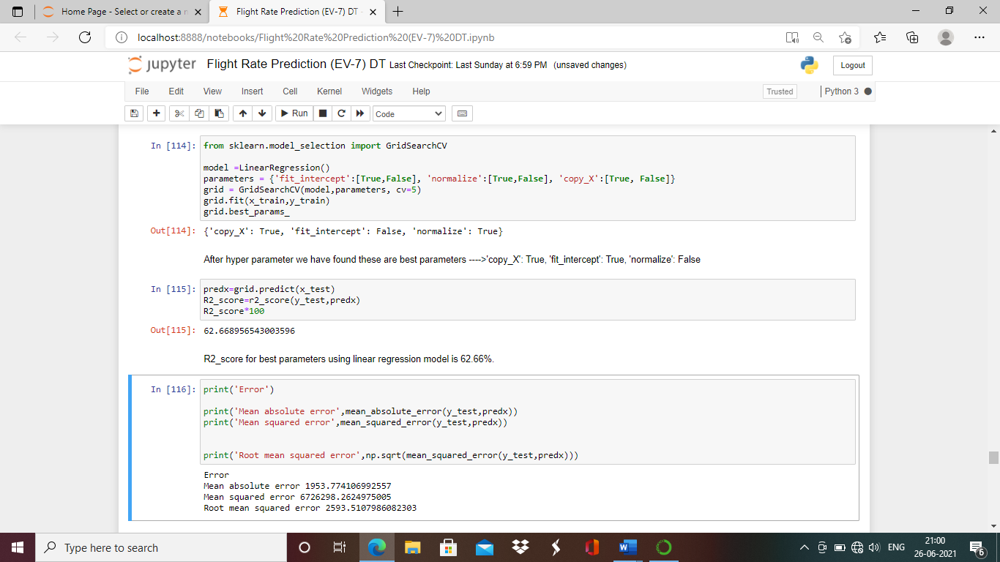 Home Page - Select or create a n
Flight Rate Prediction (EV-7) DT -
localhost:8888/notebooks/Flight%20Rate%20Prediction%20(EV-7)%20DT.ipynb
jupyter Flight Rate Prediction (EV-7) DT Last Checkpoint: Last Sunday at 6:59 PM (unsaved changes)
Logout
File Edit View Insert Cell Kernel Widgets Help
Trusted
Python 3
Run
Code
In [114]: from sklearn.model_selection import GridSearchCV
model =LinearRegression()
parameters = {'fit_intercept':[True,False], 'normalize':[True,False], 'copy_X':[True, False]}
grid = GridSearchCV(model,parameters, cv=5)
grid.fit(x_train,y_train)
grid.best_params_
Out[114]: {'copy_X': True, 'fit_intercept': False, 'normalize': True}
After hyper parameter we have found these are best parameters ---->'copy_X': True, 'fit_intercept': True, 'normalize': False
In [115]: predx=grid.predict(x_test)
R2_score=r2_score(y_test,predx)
R2_score*100
Out[115]: 62.668956543003596
R2_score for best parameters using linear regression model is 62.66%.
In [116]: print('Error')
print('Mean absolute error',mean_absolute_error(y_test,predx))
print('Mean squared error',mean_squared_error(y_test,predx))
print('Root mean squared error',np.sqrt(mean_squared_error(y_test,predx)))
Error
Mean absolute error 1953.774106992557
Mean squared error 6726298.2624975005
Root mean squared error 2593.5107986082303
Type here to search
ENG
21:00
26-06-2021
6